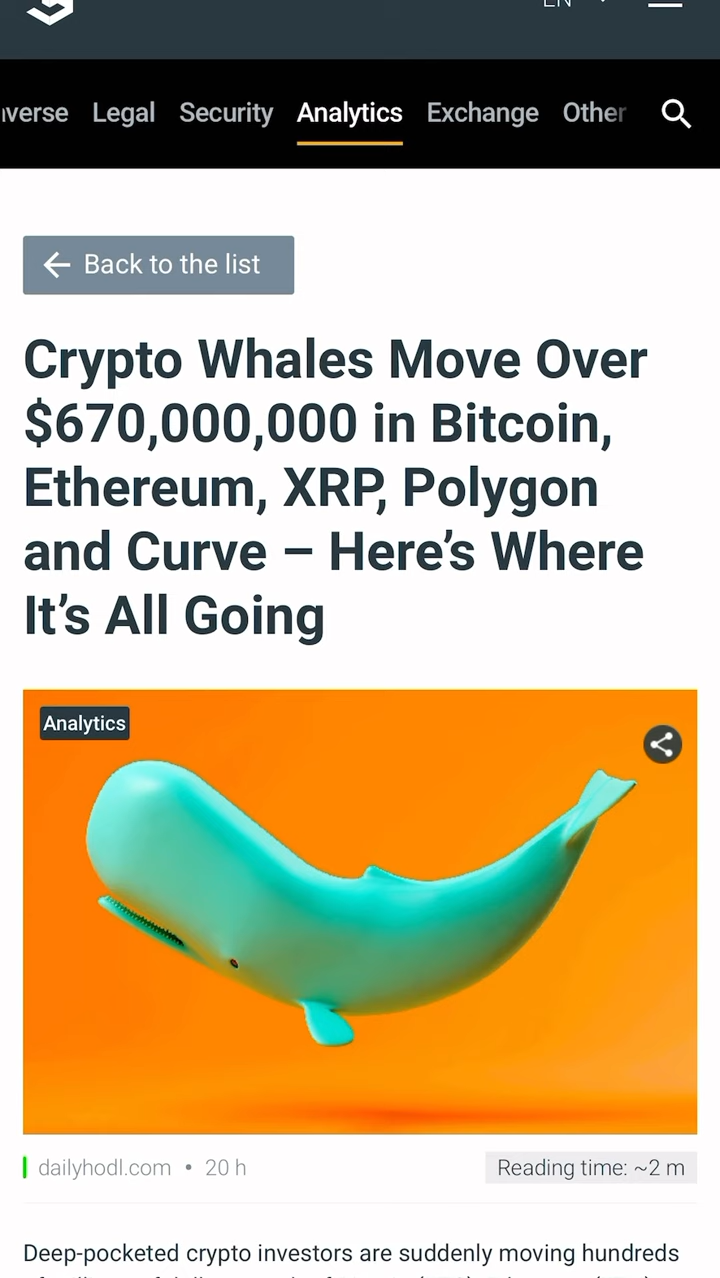 Legal Security Analytics Exchange Other
Back to the list
Crypto Whales Move Over
$670,000,000 in Bitcoin,
Ethereum, XRP, Polygon
and Curve – Here’s Where
It’s All Going
Analytics
dailyhodl.com • 20 h
Reading time: ~2 m
Deep-pocketed crypto investors are suddenly moving hundreds